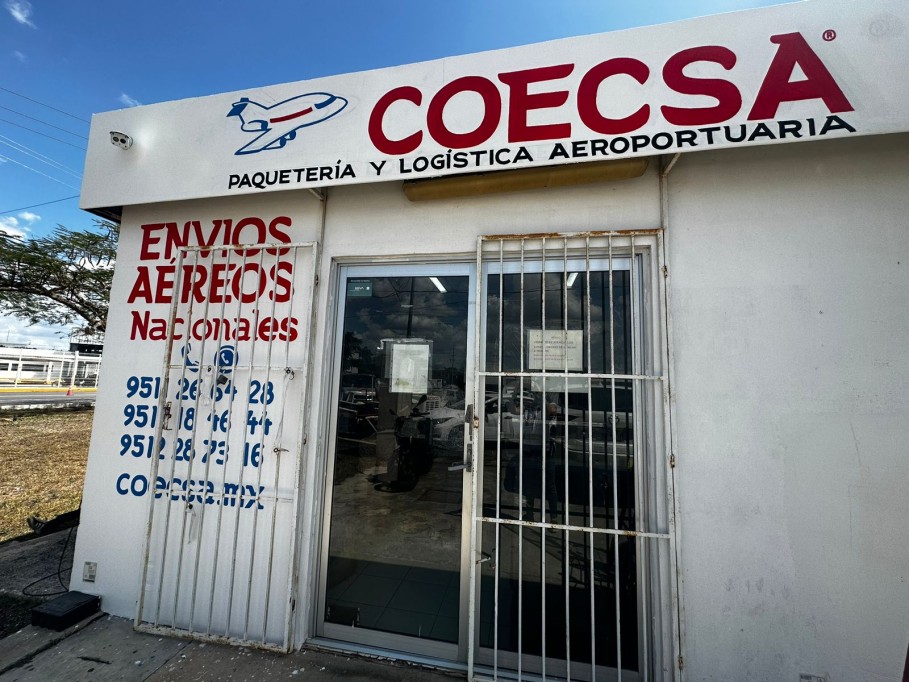 COECSA®
PAQUETERÍA Y LOGÍSTICA AEROPORTUARIA
ENVIOS
AÉREOS
Nacionales
951 26 64 28
951 18 46 44
9512 28 73 16
coecsa.mx